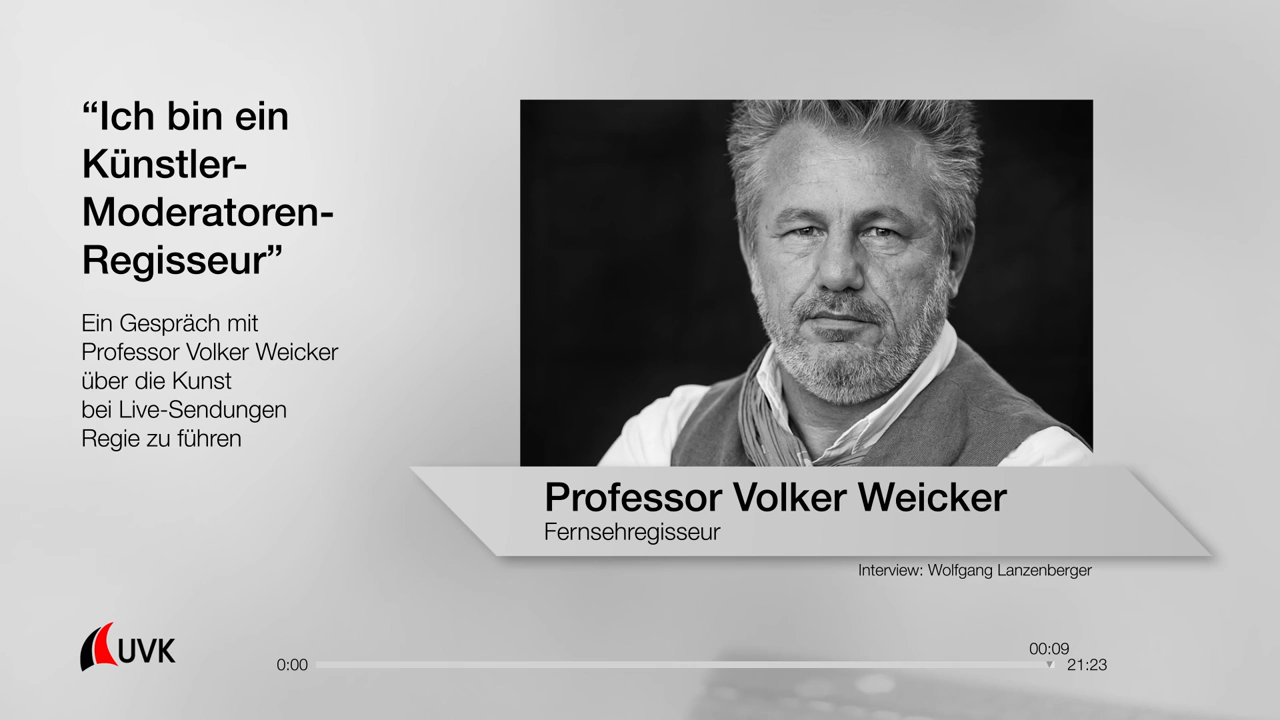 “Ich bin ein
Künstler-
Moderatoren-
Regisseur”
Ein Gespräch mit
Professor Volker Weicker
über die Kunst
bei Live-Sendungen
Regie zu führen
Professor Volker Weicker
Fernsehregisseur
Interview: Wolfgang Lanzenberger
UVK
0:00
00:09
21:23